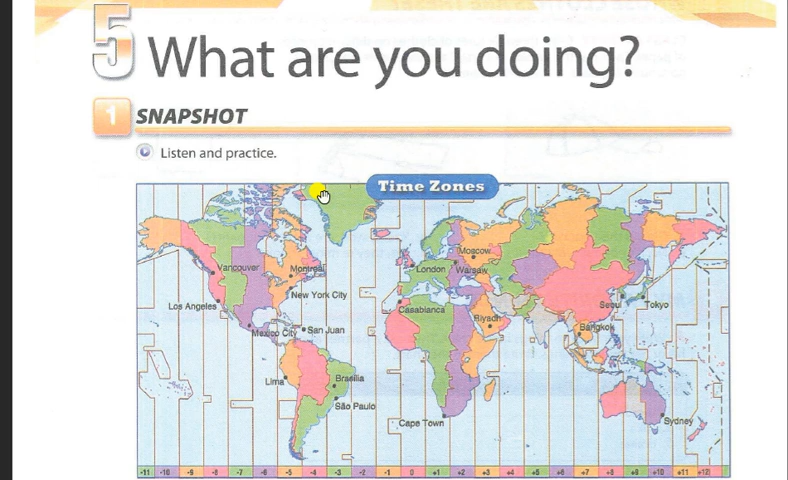 5 What are you doing?
1 SNAPSHOT
Listen and practice.
Time Zones
Moscow
Vancouver
Montreal
London
Warsaw
New York City
Los Angeles
Casablanca
Seoul
Tokyo
Riyadh
Mexico City
San Juan
Bangkok
Lima
Brasília
São Paulo
Cape Town
Sydney
-11 -10 -9 -8 -7 -6 -5 -4 -3 -2 -1 0 +1 +2 +3 +4 +5 +6 +7 +8 +9 +10 +11 +12